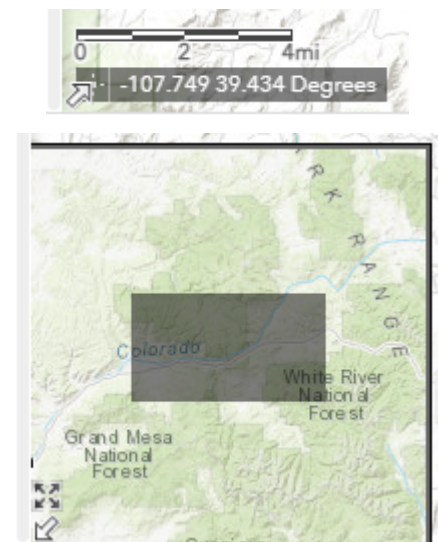 0 2 4mi
-107.749 39.434 Degrees
R K R A N G E
Colorado
White River
National
Forest
Grand Mesa
National
Forest